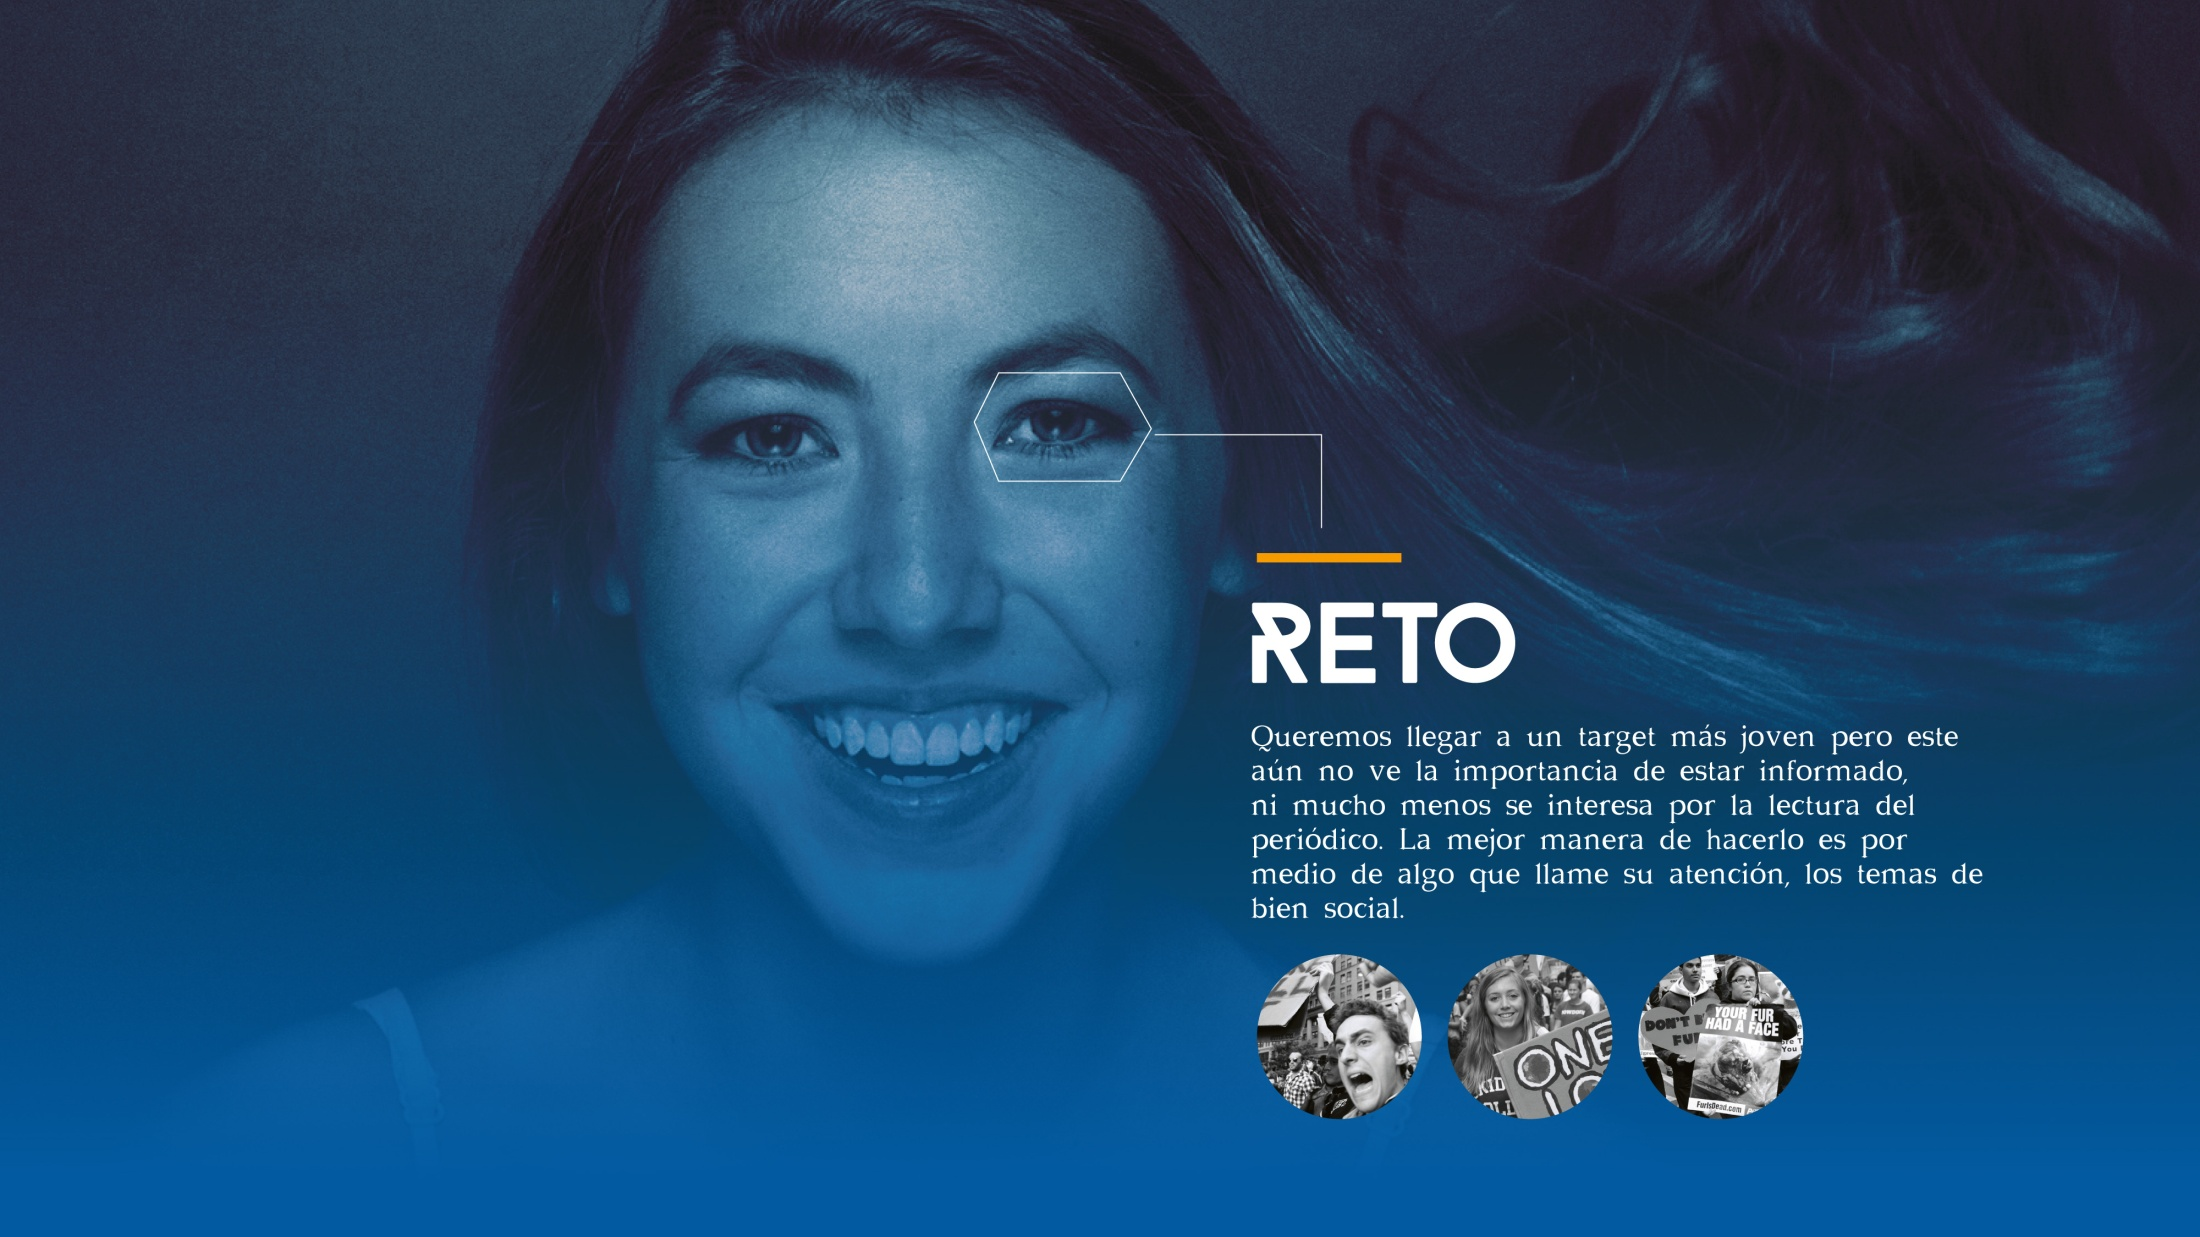 RETO
Queremos llegar a un target más joven pero este
aún no ve la importancia de estar informado,
ni mucho menos se interesa por la lectura del
periódico. La mejor manera de hacerlo es por
medio de algo que llame su atención, los temas de
bien social.
ONE
KID
DON'T
FU
YOUR FUR
HAD A FACE
You
FurIsDead.com